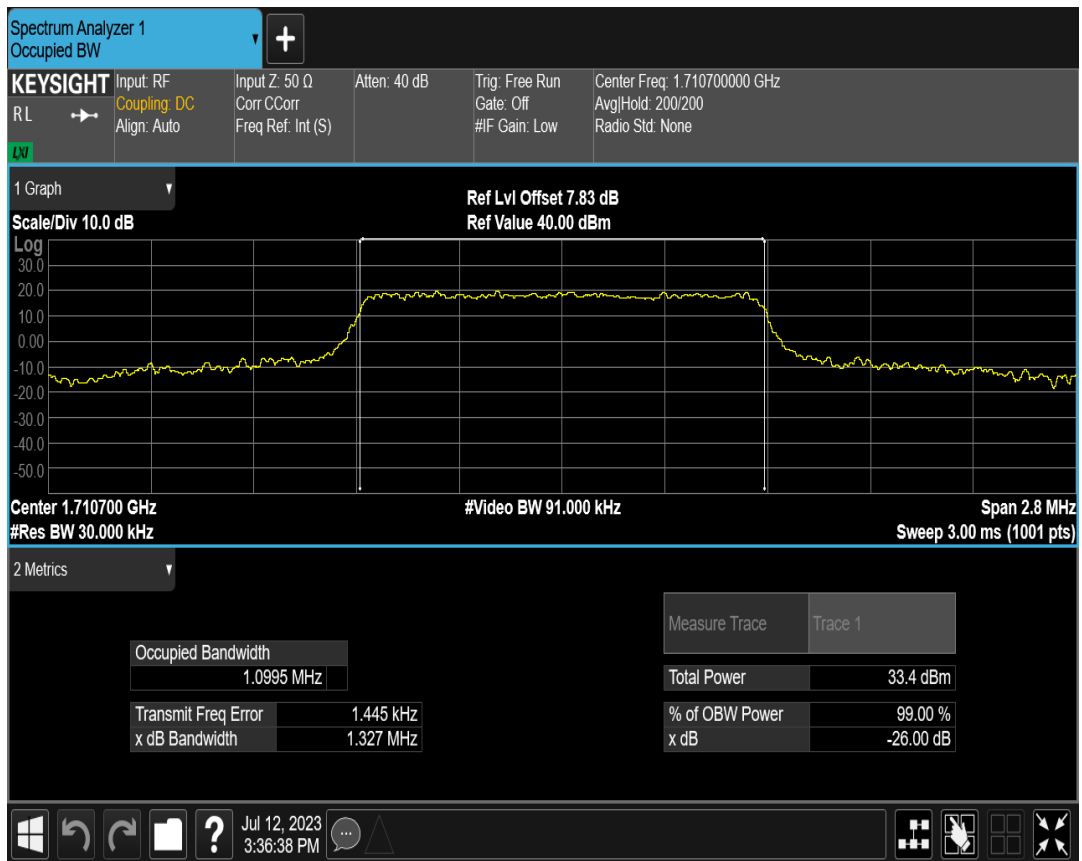 Spectrum Analyzer 1
Occupied BW
+
KEYSIGHT
RL
LXI
Input: RF
Coupling: DC
Align: Auto
Input Z: 50 Ω
Corr CCorr
Freq Ref: Int (S)
Atten: 40 dB
Trig: Free Run
Gate: Off
#IF Gain: Low
Center Freq: 1.710700000 GHz
Avg|Hold: 200/200
Radio Std: None
1 Graph
Ref Lvl Offset 7.83 dB
Scale/Div 10.0 dB
Ref Value 40.00 dBm
Log
30.0
20.0
10.0
0.00
-10.0
-20.0
-30.0
-40.0
-50.0
Center 1.710700 GHz
#Video BW 91.000 kHz
Span 2.8 MHz
#Res BW 30.000 kHz
Sweep 3.00 ms (1001 pts)
2 Metrics
Measure Trace Trace 1
Occupied Bandwidth
1.0995 MHz
Total Power 33.4 dBm
Transmit Freq Error 1.445 kHz
% of OBW Power 99.00 %
x dB Bandwidth 1.327 MHz
x dB -26.00 dB
?
Jul 12, 2023
3:36:38 PM